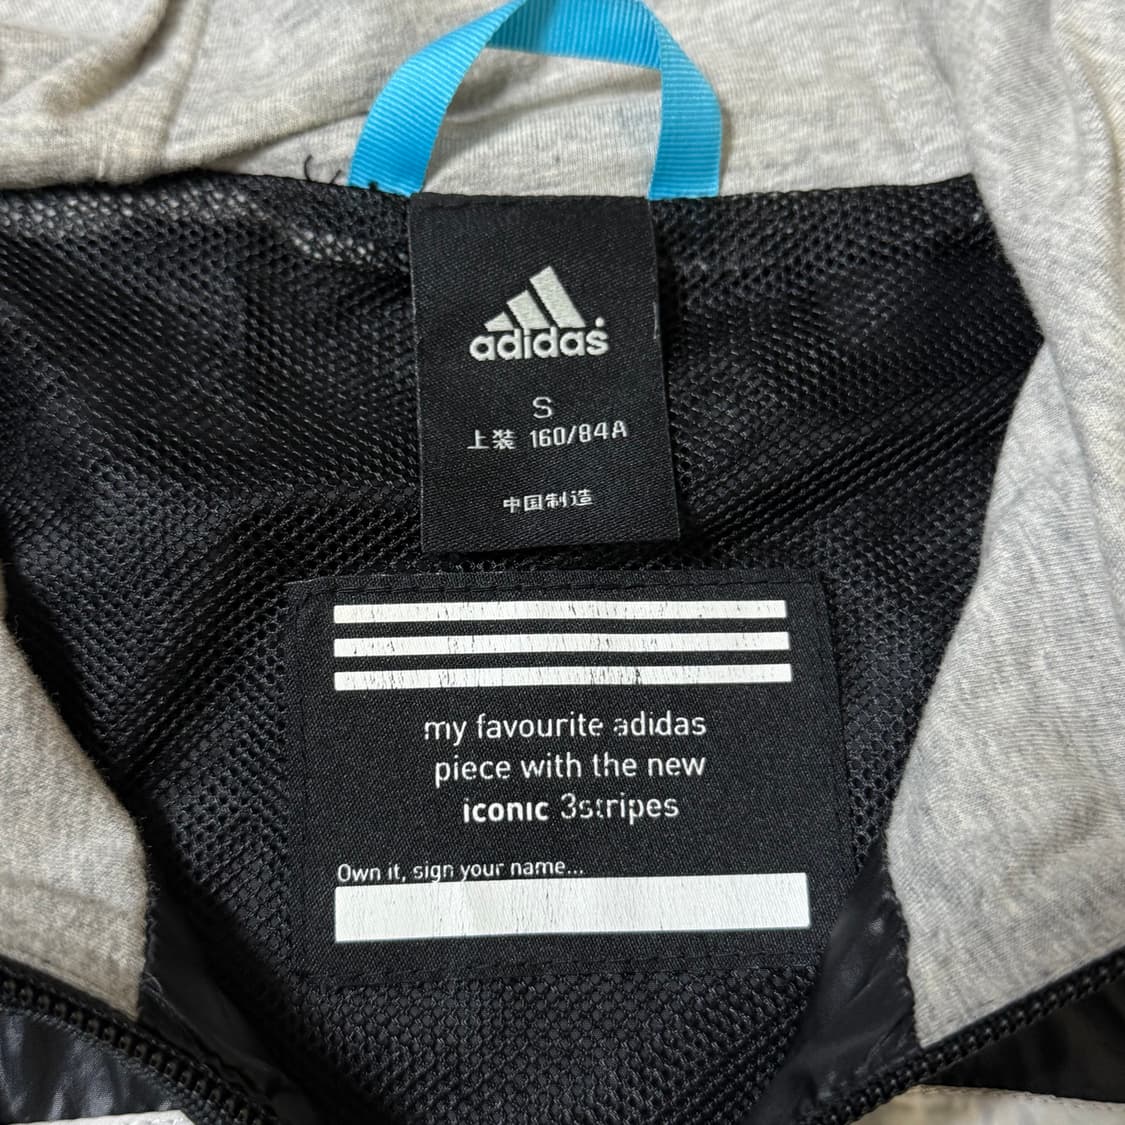 adidas
S
上装 160/84A
中国制造
my favourite adidas
piece with the new
iconic 3stripes
Own it, sign your name...